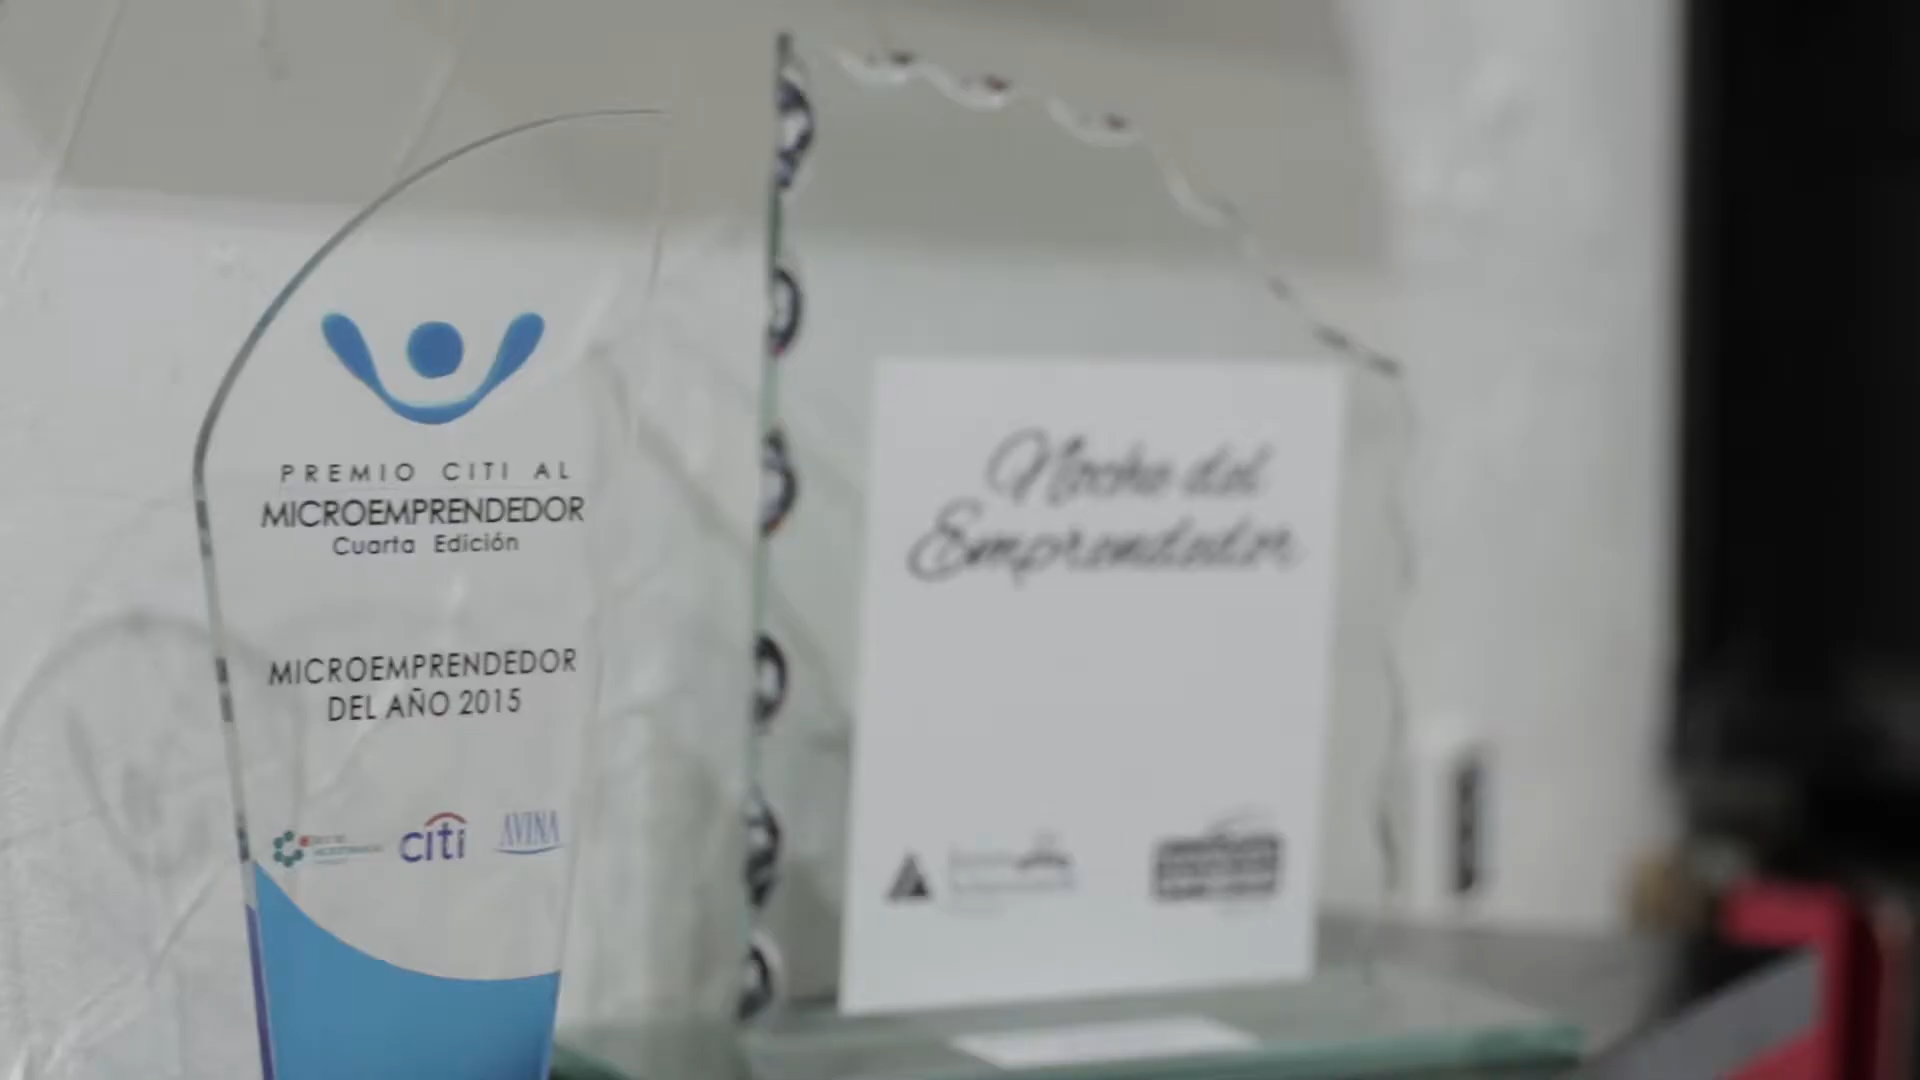 PREMIO CITI AL
MICROEMPRENDEDOR
Cuarta Edición
MICROEMPRENDEDOR
DEL AÑO 2015
citi
AVINA
Noche del
Emprendedor